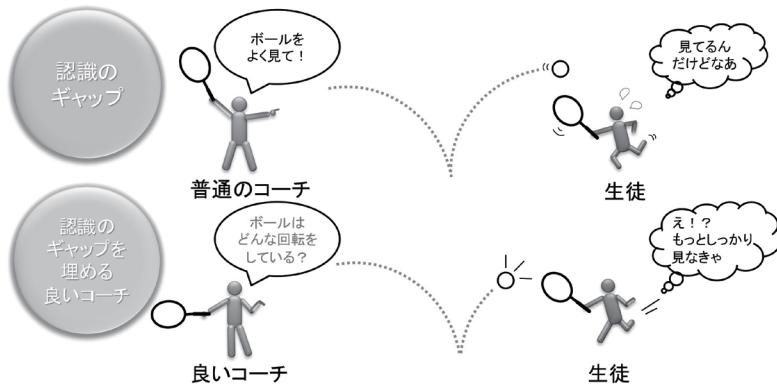 認識の
ギャップ
ボールを
よく見て！
見てるん
だけどなあ
普通のコーチ
生徒
認識の
ギャップを
埋める
良いコーチ
ボールは
どんな回転を
している？
え！？
もっとしっかり
見なきゃ
良いコーチ
生徒